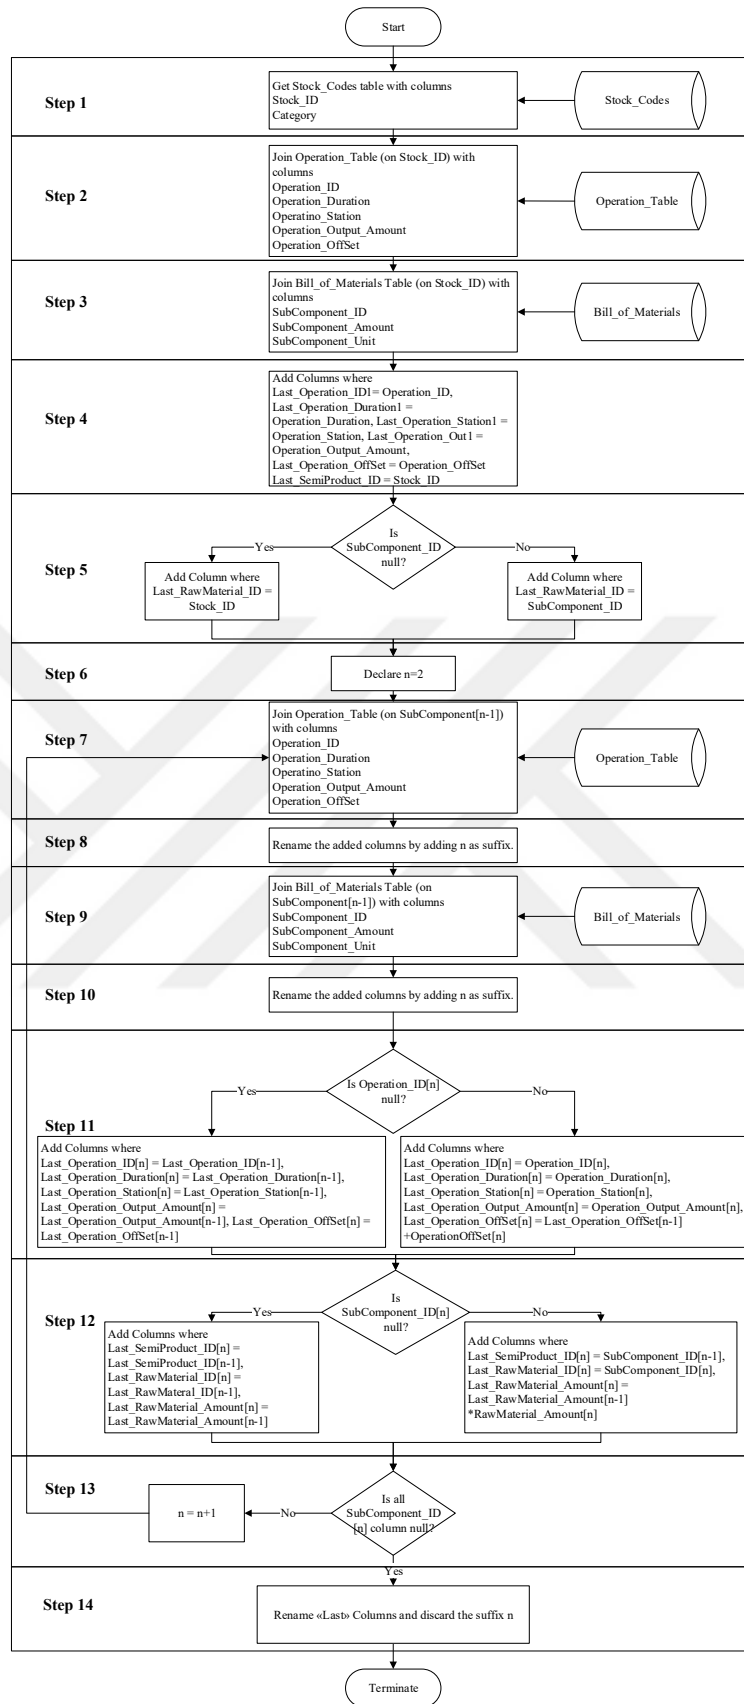 Start
Step 1
Get Stock_Codes table with columns
Stock_ID
Category
Stock_Codes
Step 2
Join Operation_Table (on Stock_ID) with
columns
Operation_ID
Operation_Duration
Operatino_Station
Operation_Output_Amount
Operation_OffSet
Operation_Table
Step 3
Join Bill_of_Materials Table (on Stock_ID) with
columns
SubComponent_ID
SubComponent_Amount
SubComponent_Unit
Bill_of_Materials
Step 4
Add Columns where
Last_Operation_ID1= Operation_ID,
Last_Operation_Duration1 =
Operation_Duration, Last_Operation_Station1 =
Operation_Station, Last_Operation_Out1 =
Operation_Output_Amount,
Last_Operation_OffSet = Operation_OffSet
Last_SemiProduct_ID = Stock_ID
Step 5
Is
SubComponent_ID
null?
Yes
No
Add Column where
Last_RawMaterial_ID =
Stock_ID
Add Column where
Last_RawMaterial_ID =
SubComponent_ID
Step 6
Declare n=2
Step 7
Join Operation_Table (on SubComponent[n-1])
with columns
Operation_ID
Operation_Duration
Operatino_Station
Operation_Output_Amount
Operation_OffSet
Operation_Table
Step 8
Rename the added columns by adding n as suffix.
Step 9
Join Bill_of_Materials Table (on
SubComponent[n-1]) with columns
SubComponent_ID
SubComponent_Amount
SubComponent_Unit
Bill_of_Materials
Step 10
Rename the added columns by adding n as suffix.
Step 11
Is Operation_ID[n]
null?
Yes
No
Add Columns where
Last_Operation_ID[n] = Last_Operation_ID[n-1],
Last_Operation_Duration[n] = Last_Operation_Duration[n-1],
Last_Operation_Station[n] = Last_Operation_Station[n-1],
Last_Operation_Output_Amount[n] =
Last_Operation_Output_Amount[n-1], Last_Operation_OffSet[n] =
Last_Operation_OffSet[n-1]
Add Columns where
Last_Operation_ID[n] = Operation_ID[n],
Last_Operation_Duration[n] = Operation_Duration[n],
Last_Operation_Station[n] = Operation_Station[n],
Last_Operation_Output_Amount[n] = Operation_Output_Amount[n],
Last_Operation_OffSet[n] = Last_Operation_OffSet[n-1]
+OperationOffSet[n]
Step 12
Is
SubComponent_ID[n]
null?
Yes
No
Add Columns where
Last_SemiProduct_ID[n] =
Last_SemiProduct_ID[n-1],
Last_RawMaterial_ID[n] =
Last_RawMateral_ID[n-1],
Last_RawMaterial_Amount[n] =
Last_RawMaterial_Amount[n-1]
Add Columns where
Last_SemiProduct_ID[n] = SubComponent_ID[n-1],
Last_RawMaterial_ID[n] = SubComponent_ID[n],
Last_RawMaterial_Amount[n] =
Last_RawMaterial_Amount[n-1]
*RawMaterial_Amount[n]
Step 13
n = n+1
No
Is all
SubComponent_ID
[n] column null?
Yes
Step 14
Rename «Last» Columns and discard the suffix n
Terminate